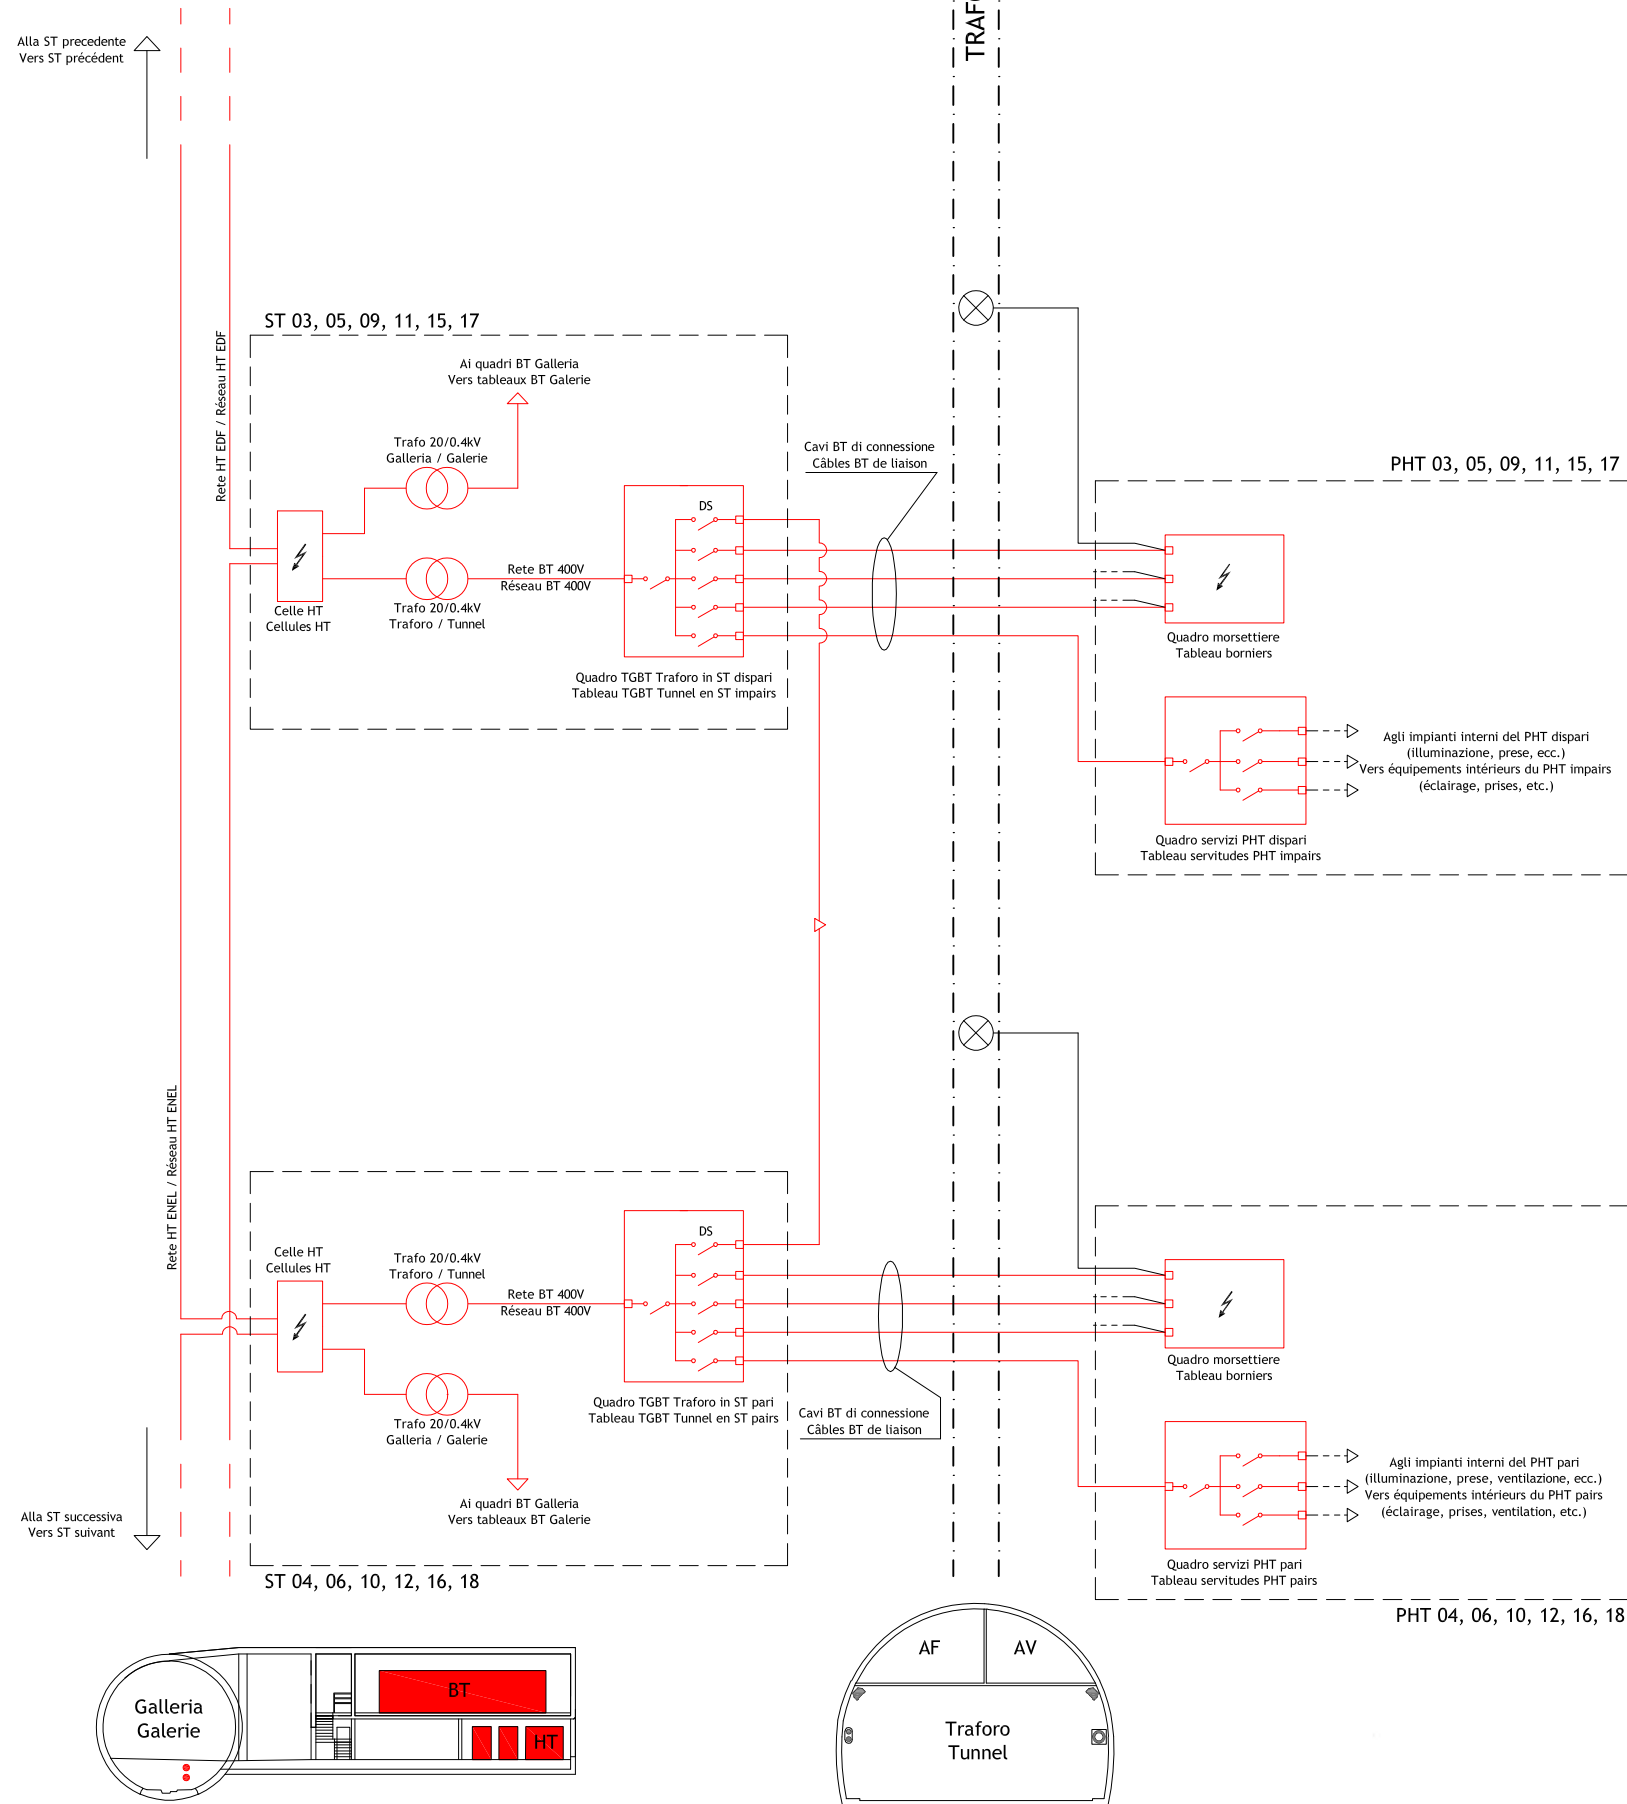 TRAFO
Alla ST precedente
Vers ST précédent
ST 03, 05, 09, 11, 15, 17
Rete HT EDF / Réseau HT EDF
Ai quadri BT Galleria
Vers tableaux BT Galerie
Trafo 20/0.4kV
Galleria / Galerie
Cavi BT di connessione
Câbles BT de liaison
PHT 03, 05, 09, 11, 15, 17
DS
Rete BT 400V
Réseau BT 400V
Celle HT
Cellules HT
Trafo 20/0.4kV
Traforo / Tunnel
Quadro morsettiere
Tableau borniers
Quadro TGBT Traforo in ST dispari
Tableau TGBT Tunnel en ST impairs
Agli impianti interni del PHT dispari
(illuminazione, prese, ecc.)
Vers équipements intérieurs du PHT impairs
(éclairage, prises, etc.)
Quadro servizi PHT dispari
Tableau servitudes PHT impairs
Rete HT ENEL / Réseau HT ENEL
Celle HT
Cellules HT
Trafo 20/0.4kV
Traforo / Tunnel
DS
Rete BT 400V
Réseau BT 400V
Quadro morsettiere
Tableau borniers
Trafo 20/0.4kV
Galleria / Galerie
Quadro TGBT Traforo in ST pari
Tableau TGBT Tunnel en ST pairs
Cavi BT di connessione
Câbles BT de liaison
Ai quadri BT Galleria
Vers tableaux BT Galerie
Agli impianti interni del PHT pari
(illuminazione, prese, ventilazione, ecc.)
Vers équipements intérieurs du PHT pairs
(éclairage, prises, ventilation, etc.)
Alla ST successiva
Vers ST suivant
Quadro servizi PHT pari
Tableau servitudes PHT pairs
ST 04, 06, 10, 12, 16, 18
PHT 04, 06, 10, 12, 16, 18
AF
AV
BT
HT
Galleria
Galerie
Traforo
Tunnel